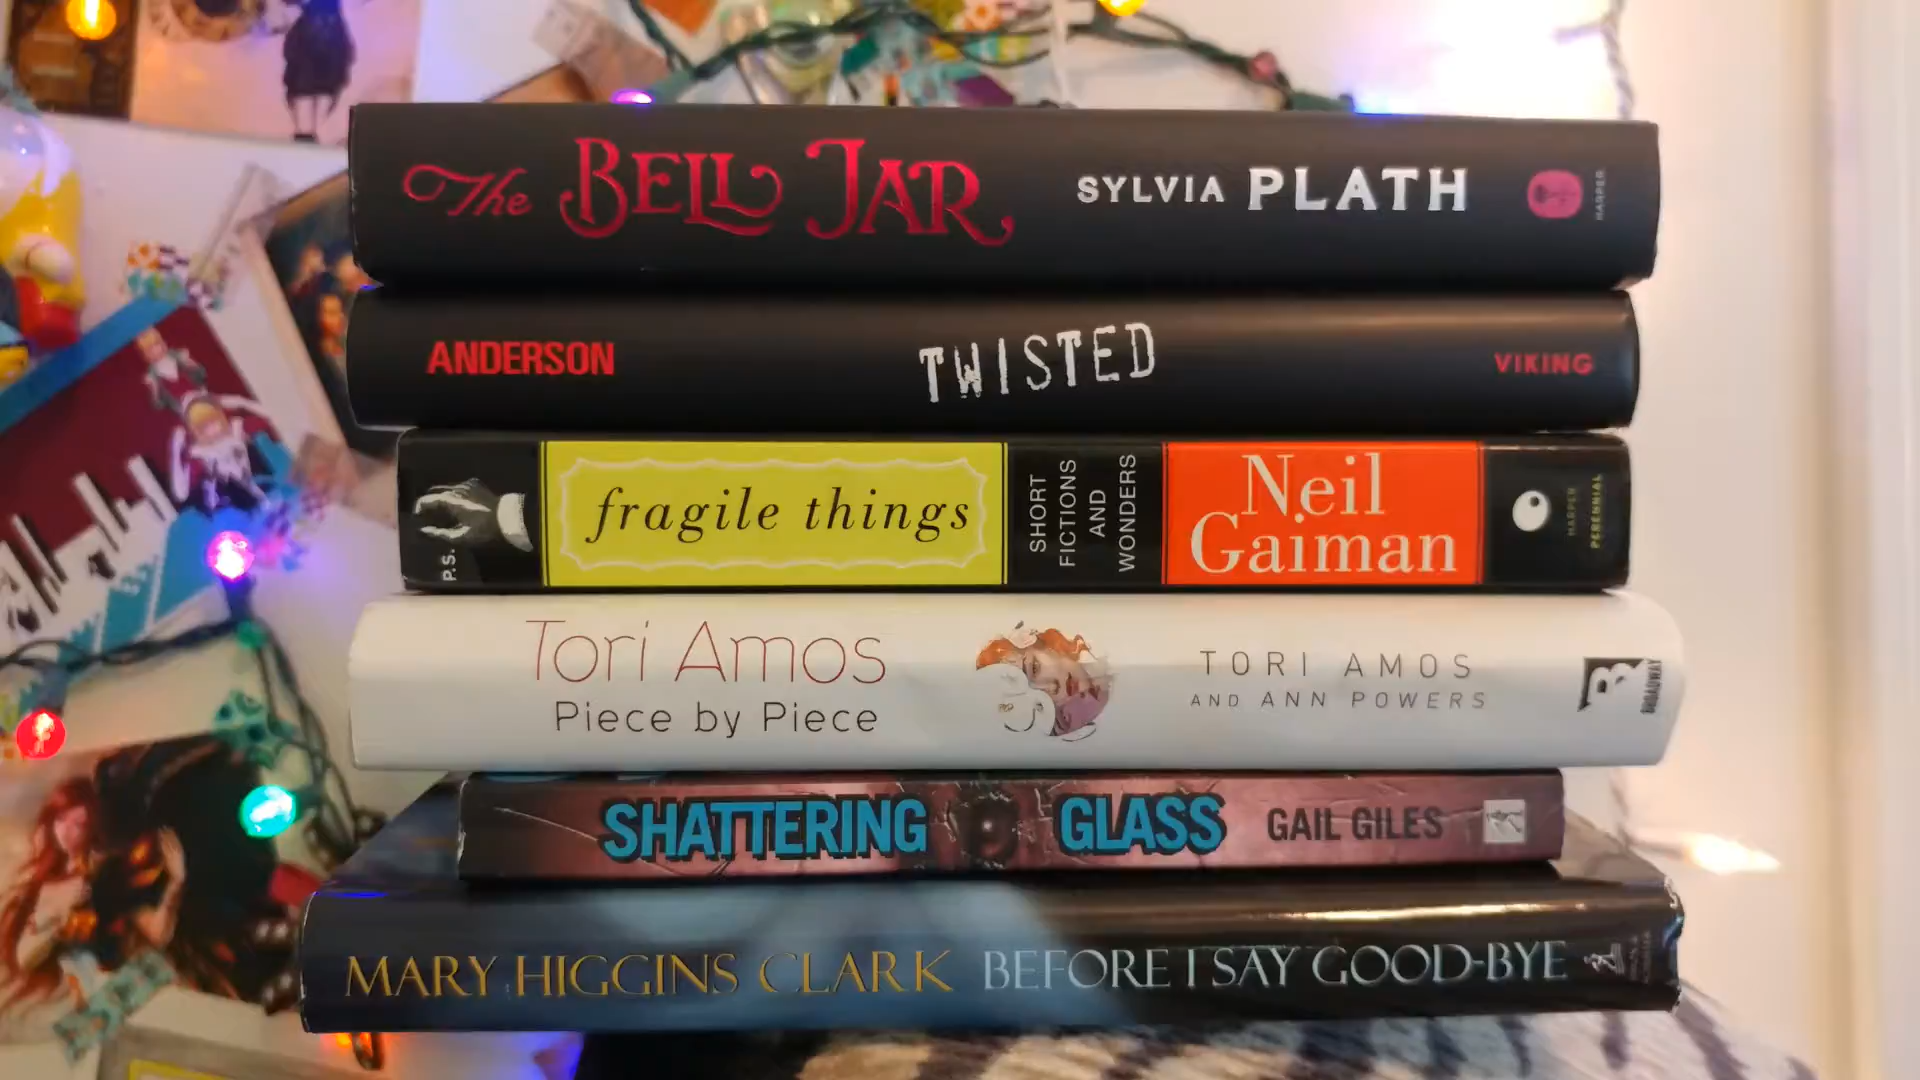 The BELL JAR SYLVIA PLATH HARPER
ANDERSON TWISTED VIKING
P.S. fragile things SHORT FICTIONS AND WONDERS Neil Gaiman HARPER PERENNIAL
Tori Amos
Piece by Piece
TORI AMOS
AND ANN POWERS
B BROADWAY
SHATTERING GLASS GAIL GILES
MARY HIGGINS CLARK BEFORE I SAY GOOD-BYE